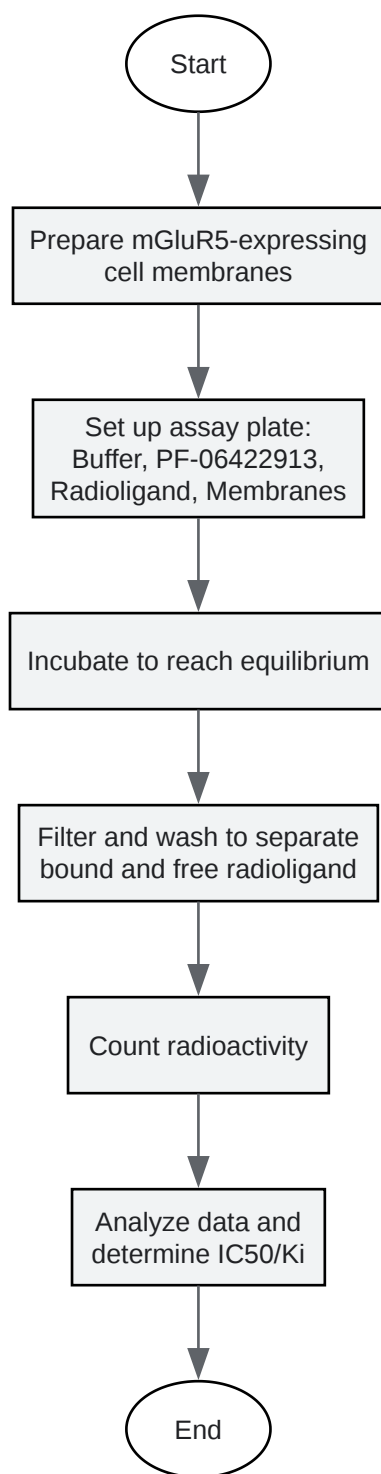 Start
Prepare mGluR5-expressing
cell membranes
Set up assay plate:
Buffer, PF-06422913,
Radioligand, Membranes
Incubate to reach equilibrium
Filter and wash to separate
bound and free radioligand
Count radioactivity
Analyze data and
determine IC50/Ki
End